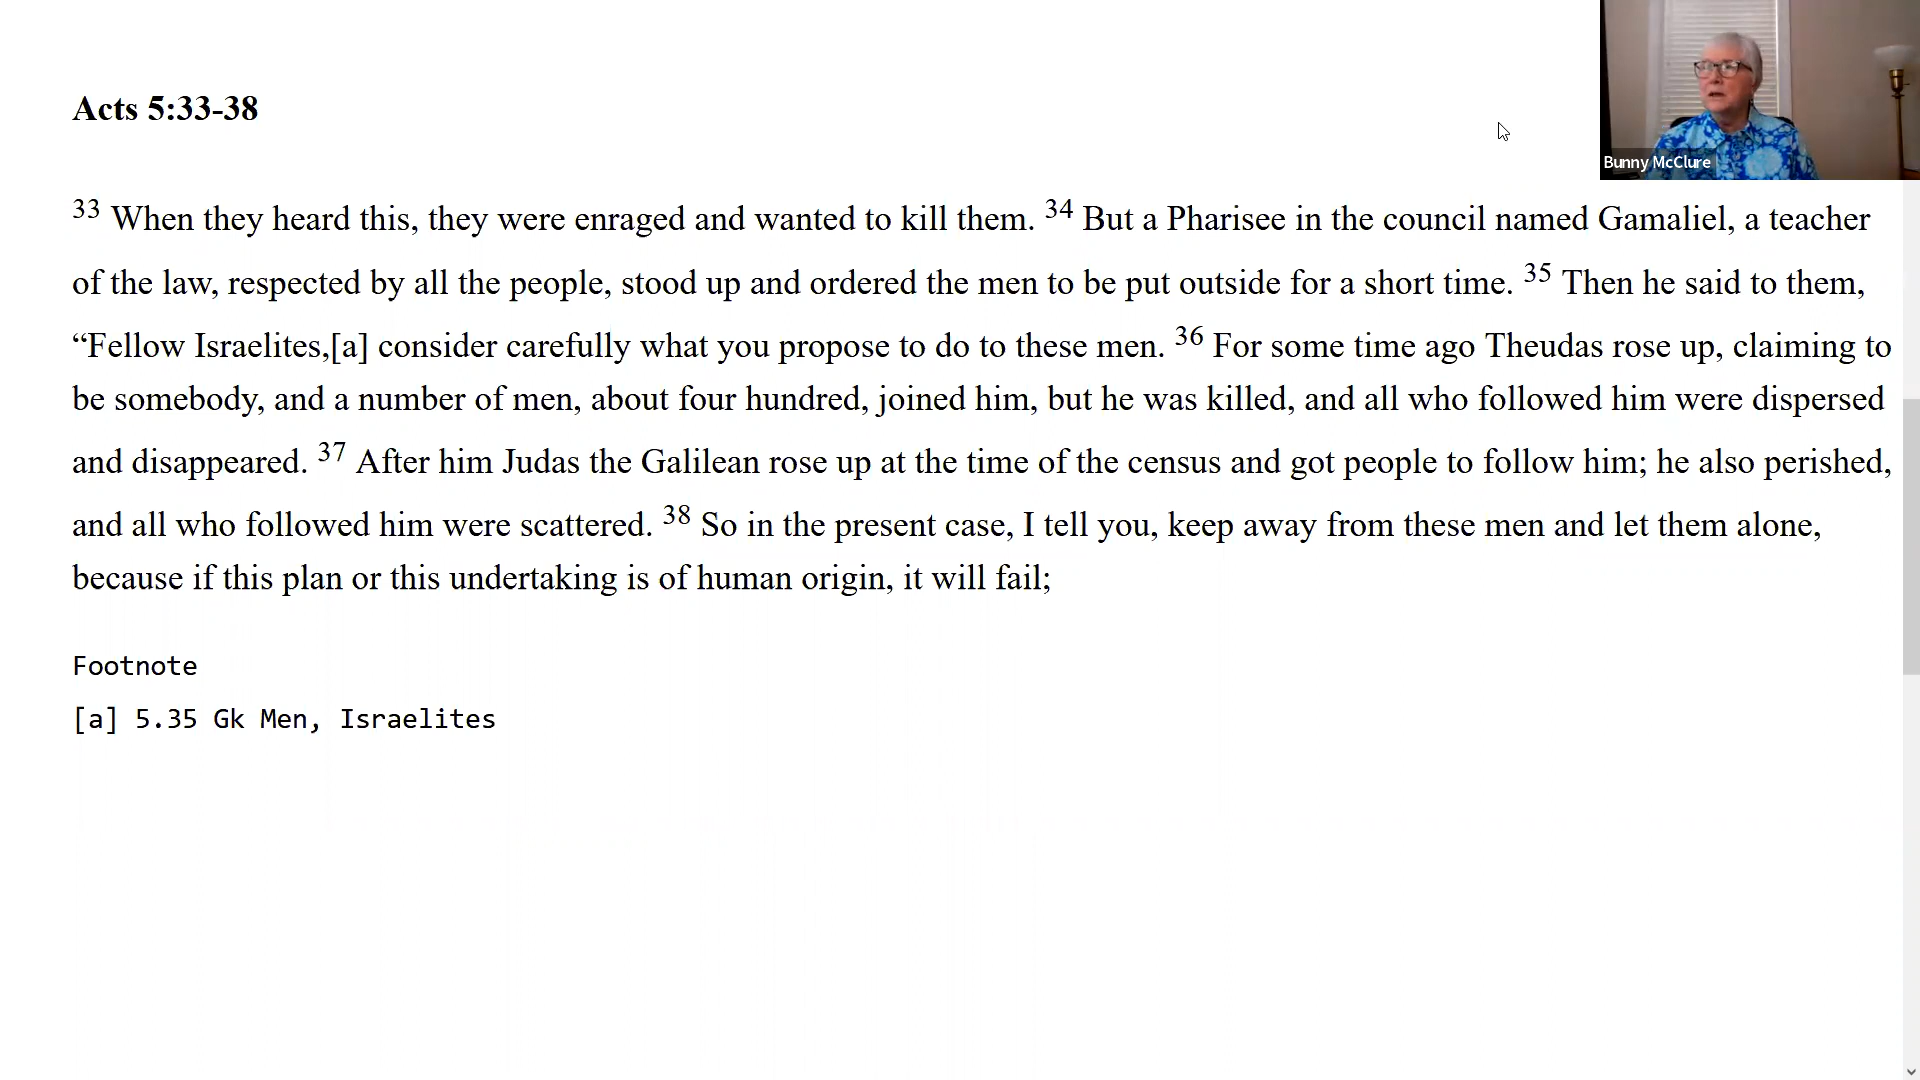 Acts 5:33-38
Bunny McClure
33 When they heard this, they were enraged and wanted to kill them. 34 But a Pharisee in the council named Gamaliel, a teacher
of the law, respected by all the people, stood up and ordered the men to be put outside for a short time. 35 Then he said to them,
“Fellow Israelites,[a] consider carefully what you propose to do to these men. 36 For some time ago Theudas rose up, claiming to
be somebody, and a number of men, about four hundred, joined him, but he was killed, and all who followed him were dispersed
and disappeared. 37 After him Judas the Galilean rose up at the time of the census and got people to follow him; he also perished,
and all who followed him were scattered. 38 So in the present case, I tell you, keep away from these men and let them alone,
because if this plan or this undertaking is of human origin, it will fail;
Footnote
[a] 5.35 Gk Men, Israelites